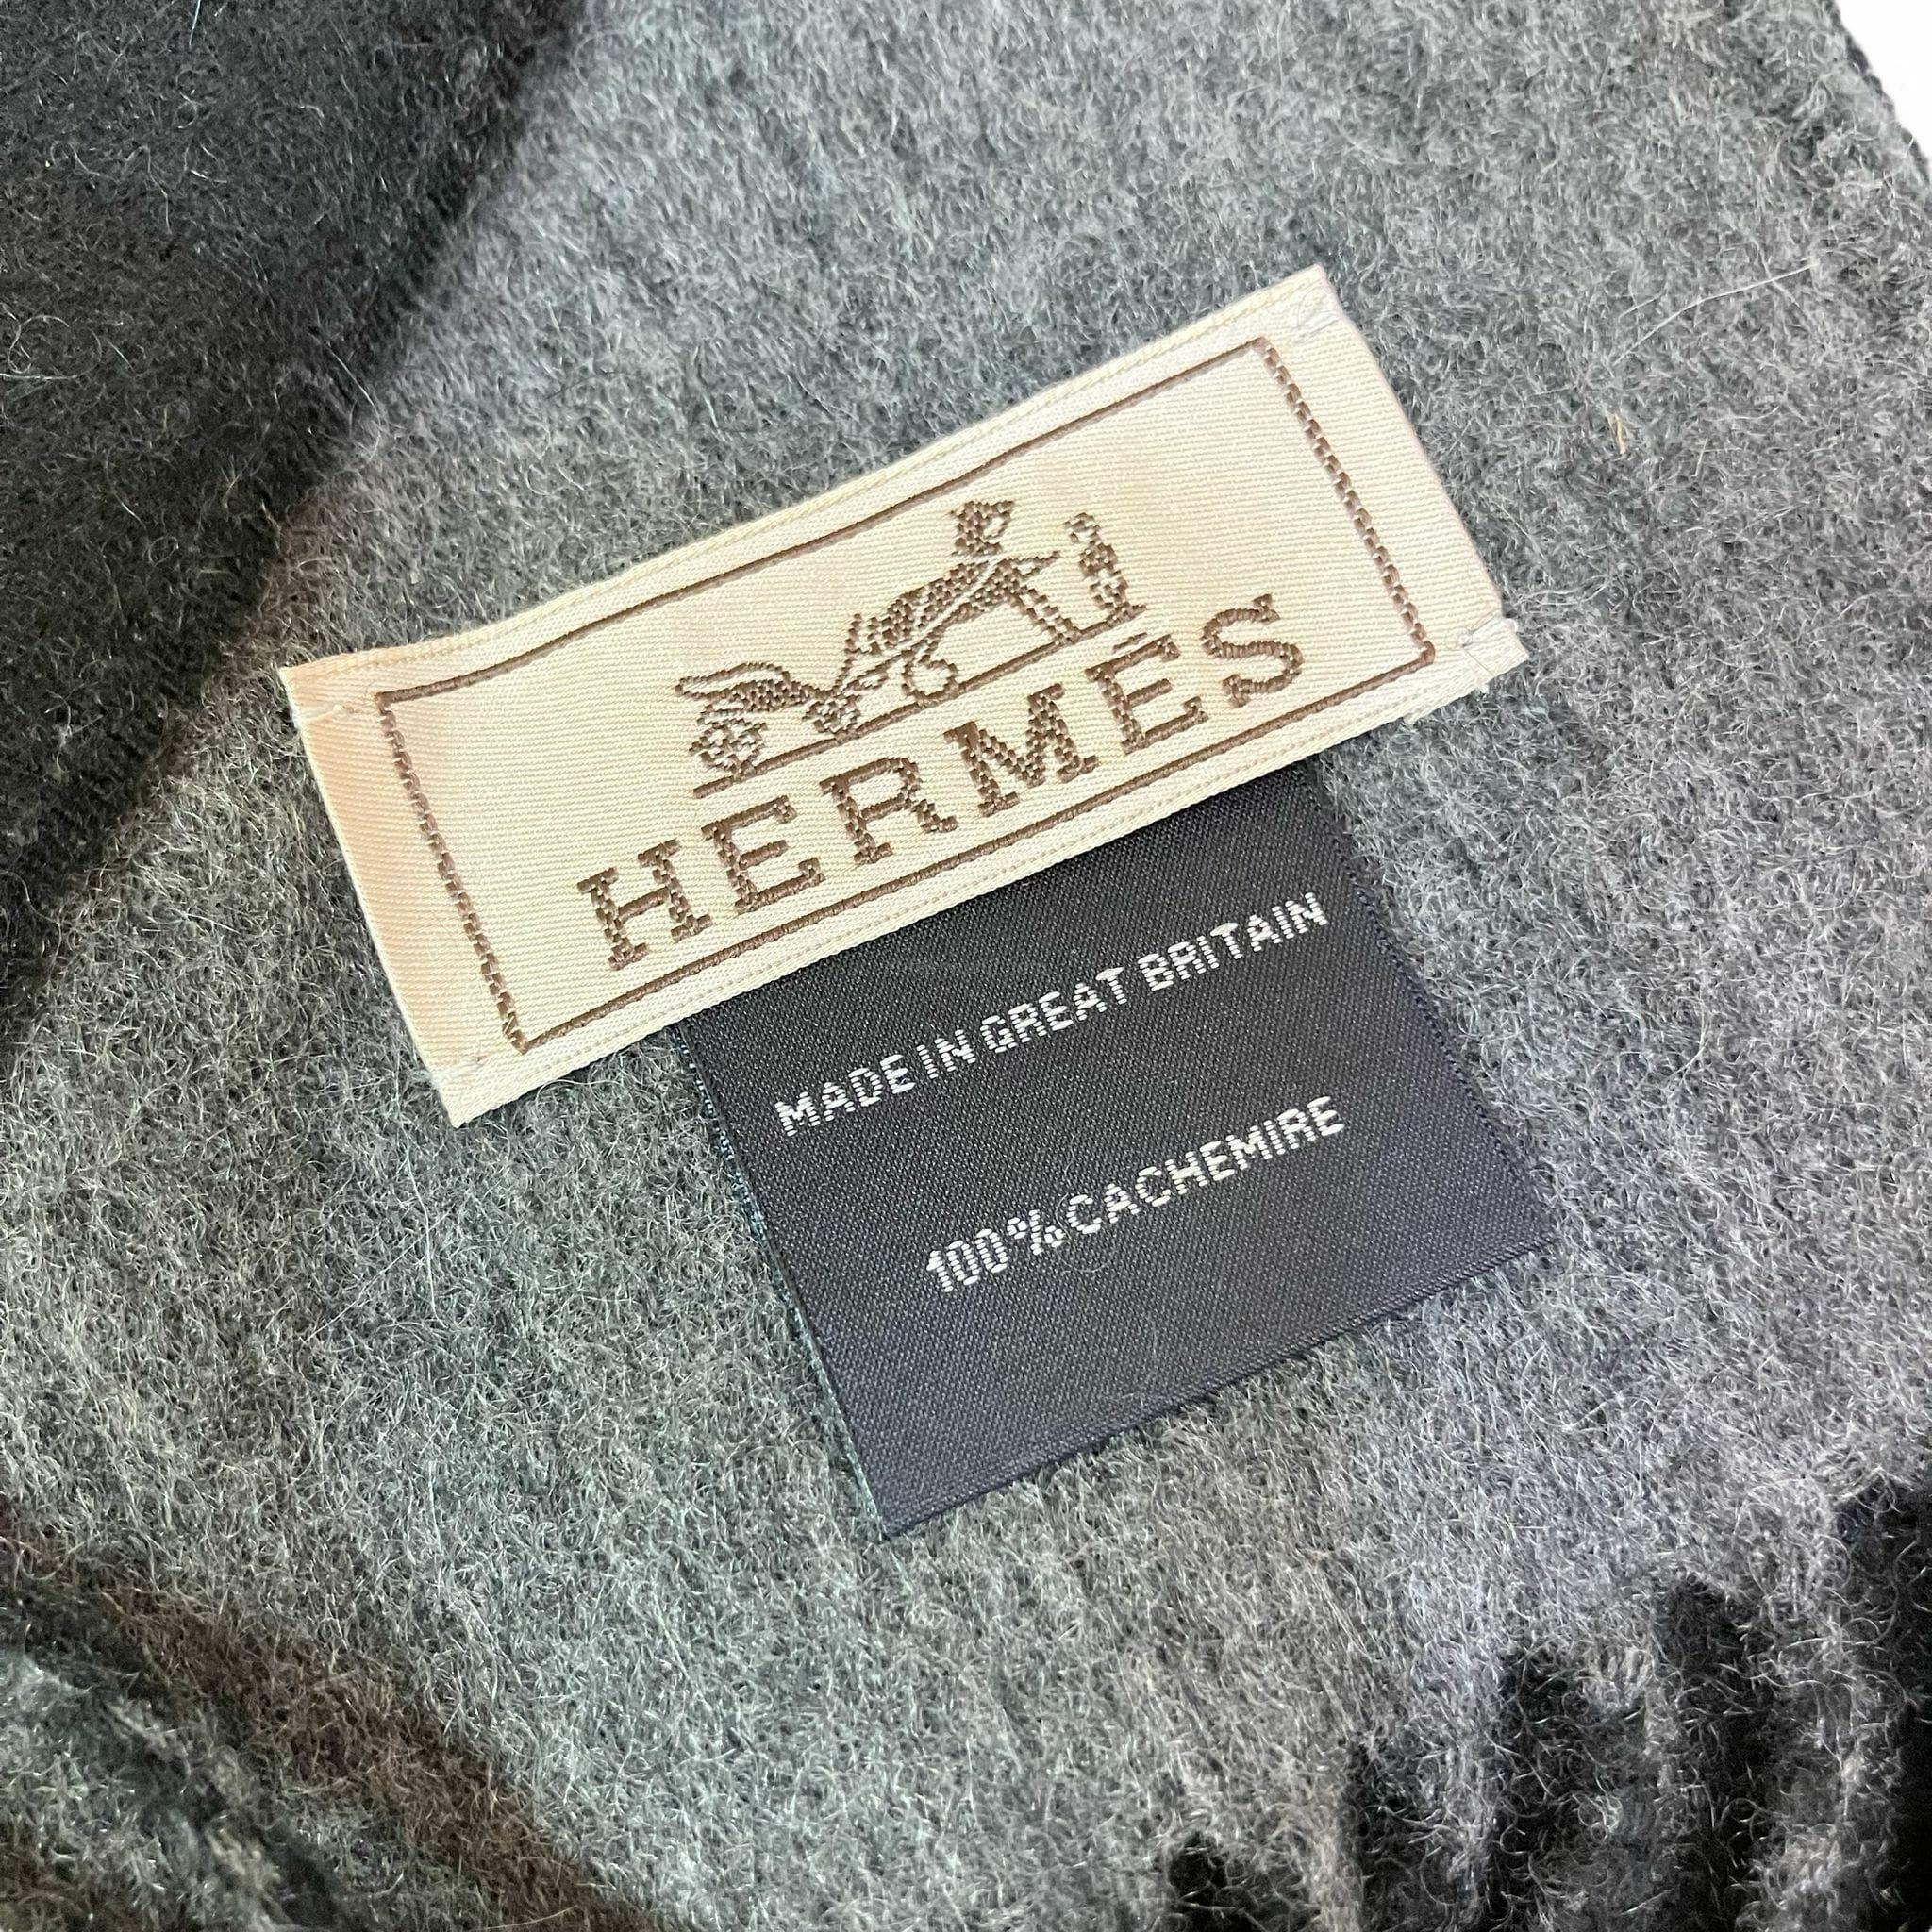 HERMÈS
MADE IN GREAT BRITAIN
100% CACHEMIRE